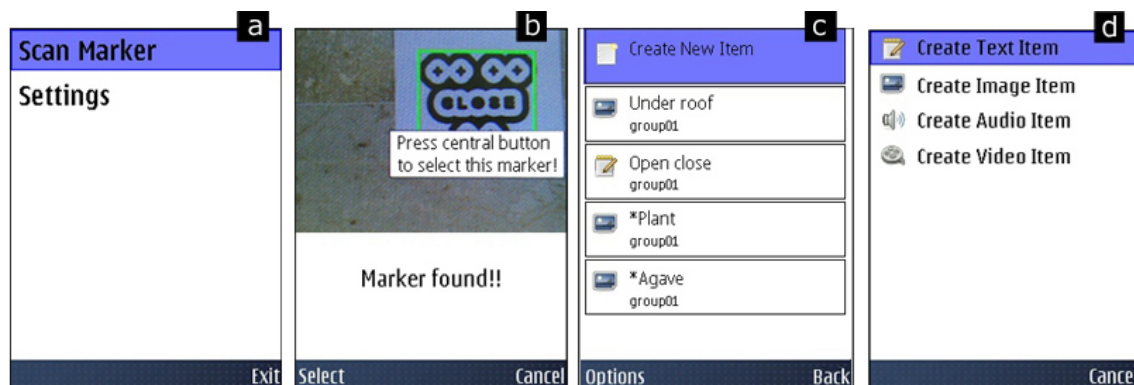 a
Scan Marker
Settings
Exit
b
CLOSE
Press central button
to select this marker!
Marker found!!
Select
Cancel
c
Create New Item
Under roof
group01
Open close
group01
*Plant
group01
*Agave
group01
Options
Back
d
Create Text Item
Create Image Item
Create Audio Item
Create Video Item
Cance